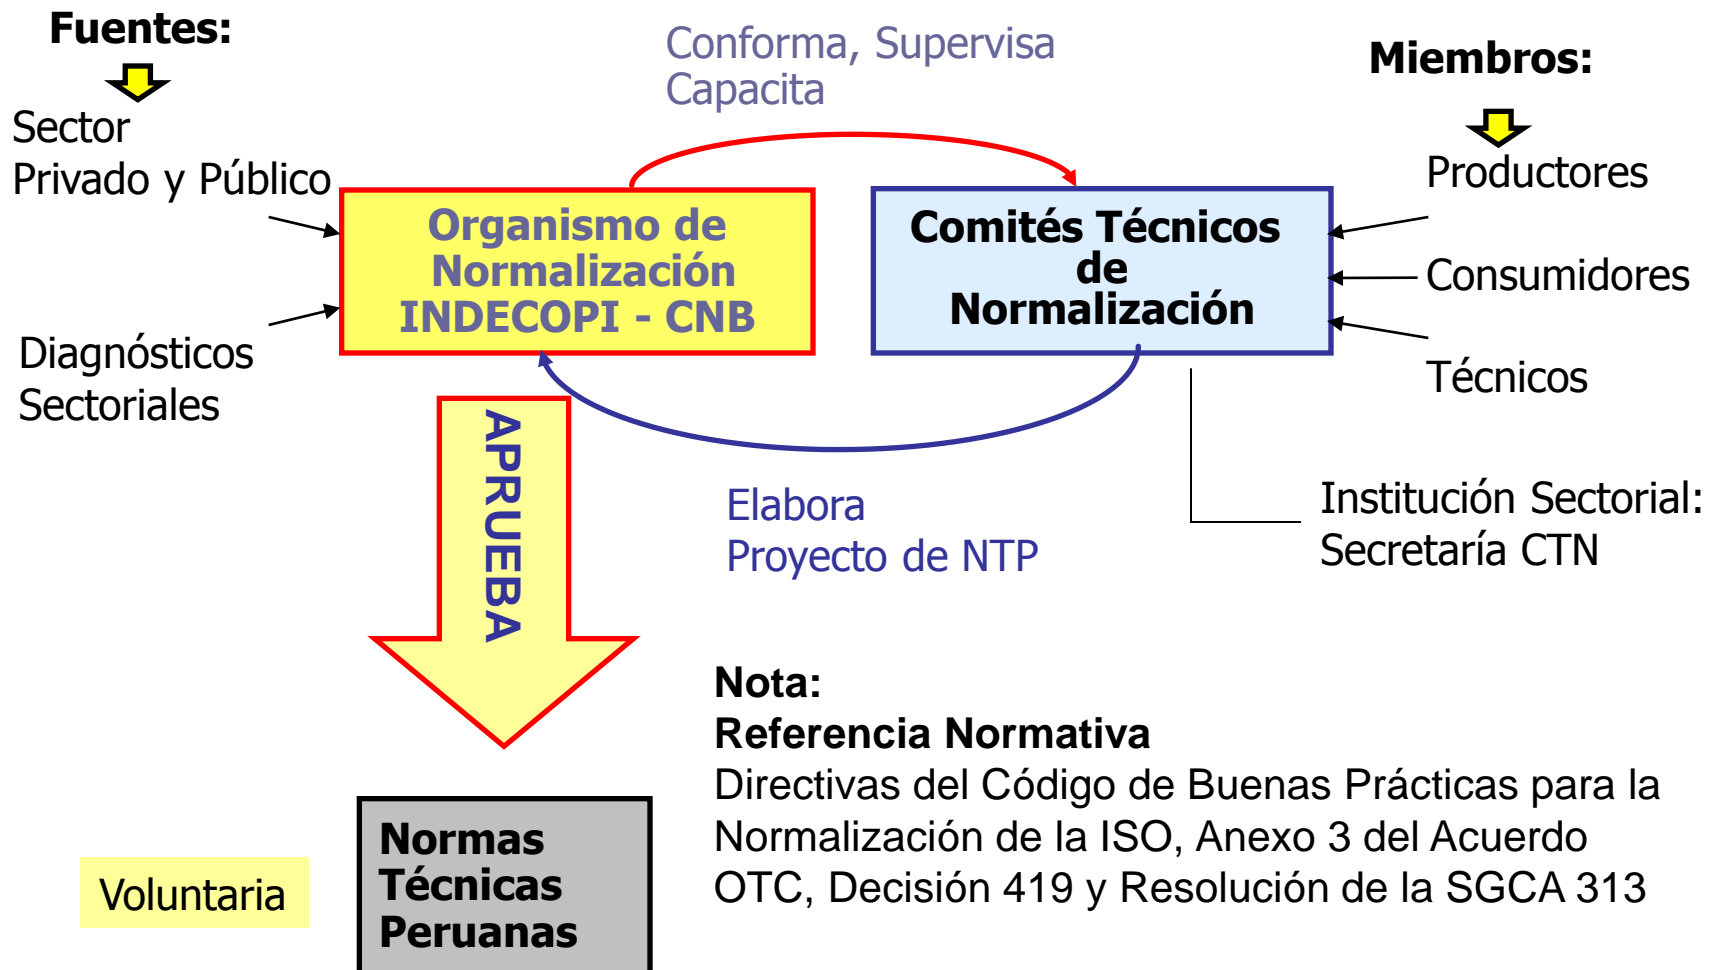 Fuentes:
Sector
Privado y Público
Diagnósticos
Sectoriales
Conforma, Supervisa
Capacita
Organismo de
Normalización
INDECOPI - CNB
Comités Técnicos
de
Normalización
Miembros:
Productores
Consumidores
Técnicos
Institución Sectorial:
Secretaría CTN
Elabora
Proyecto de NTP
APRUEBA
Nota:
Referencia Normativa
Directivas del Código de Buenas Prácticas para la
Normalización de la ISO, Anexo 3 del Acuerdo
OTC, Decisión 419 y Resolución de la SGCA 313
Voluntaria
Normas
Técnicas
Peruanas